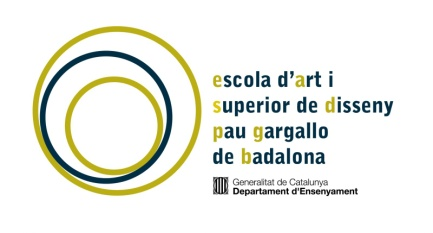 escola d'art i
superior de disseny
pau gargallo
de badalona
Generalitat de Catalunya
Departament d'Ensenyament